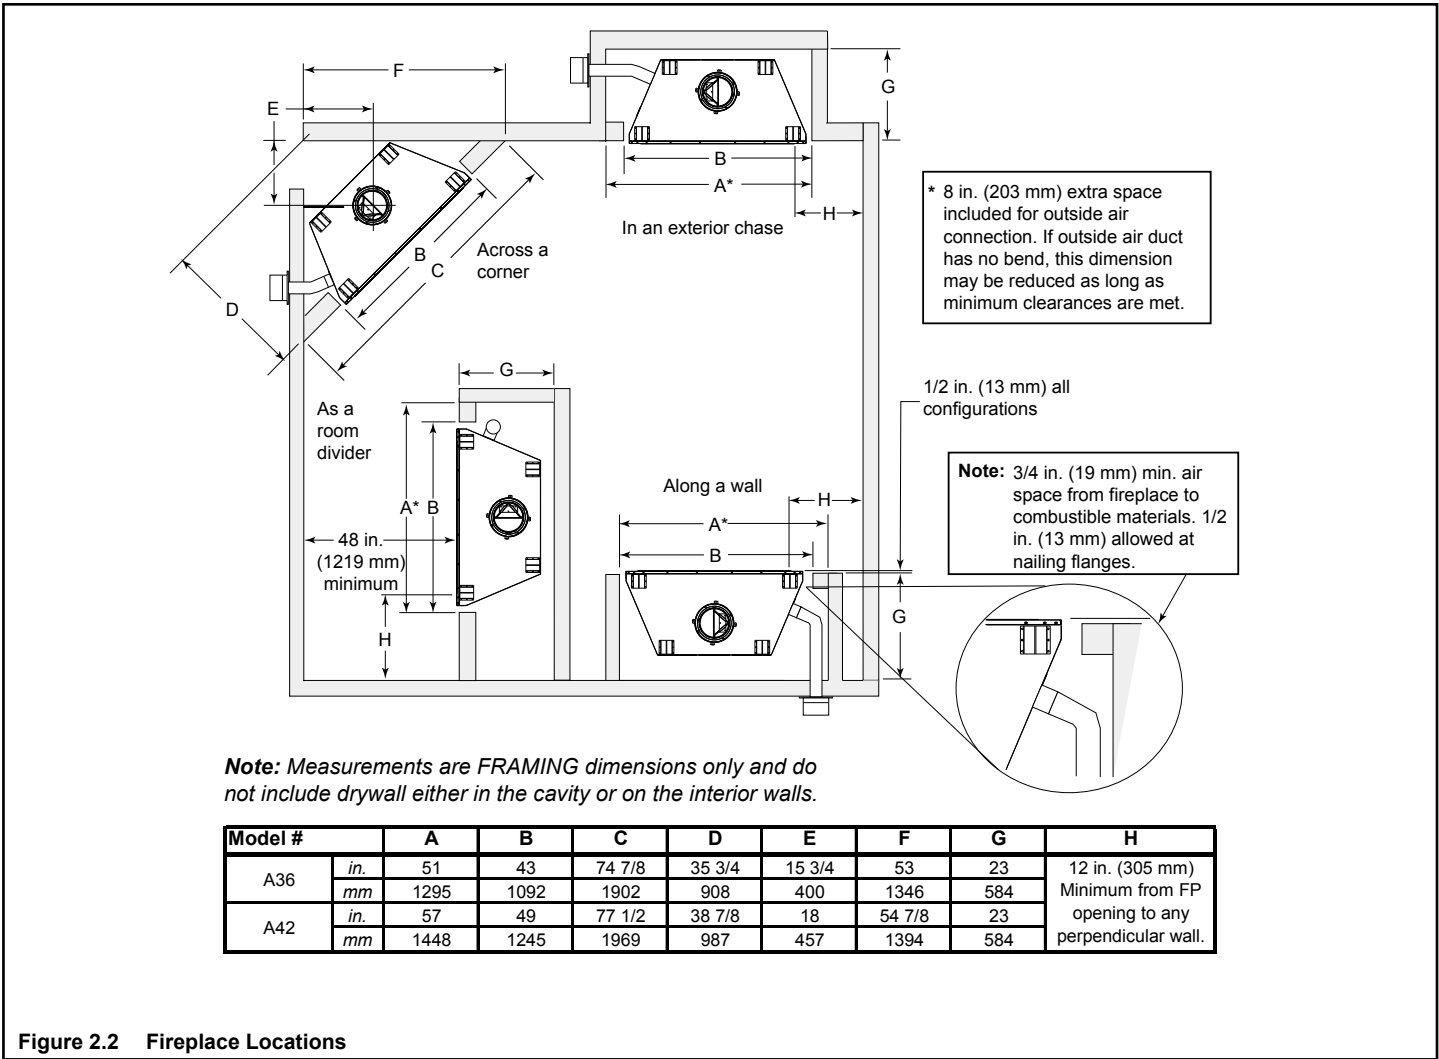 F
E
G
B
A*
H
In an exterior chase
* 8 in. (203 mm) extra space
included for outside air
connection. If outside air duct
has no bend, this dimension
may be reduced as long as
minimum clearances are met.
B
C
Across a
corner
D
G
As a
room
divider
A*
B
48 in.
(1219 mm)
minimum
H
1/2 in. (13 mm) all
configurations
Along a wall
H
A*
B
G
Note: 3/4 in. (19 mm) min. air
space from fireplace to
combustible materials. 1/2
in. (13 mm) allowed at
nailing flanges.
Note: Measurements are FRAMING dimensions only and do
not include drywall either in the cavity or on the interior walls.
Model # A B C D E F G H
A36 in. 51 43 74 7/8 35 3/4 15 3/4 53 23
mm 1295 1092 1902 908 400 1346 584
A42 in. 57 49 77 1/2 38 7/8 18 54 7/8 23
mm 1448 1245 1969 987 457 1394 584
12 in. (305 mm)
Minimum from FP
opening to any
perpendicular wall.
Figure 2.2 Fireplace Locations